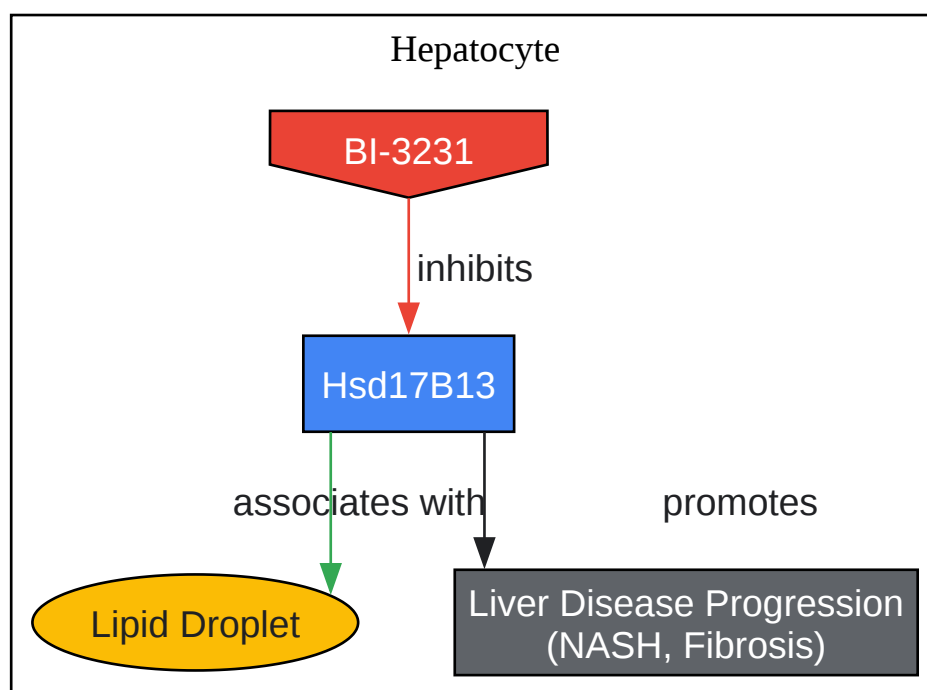 Hepatocyte
BI-3231
inhibits
Hsd17B13
associates with
promotes
Lipid Droplet
Liver Disease Progression
(NASH, Fibrosis)